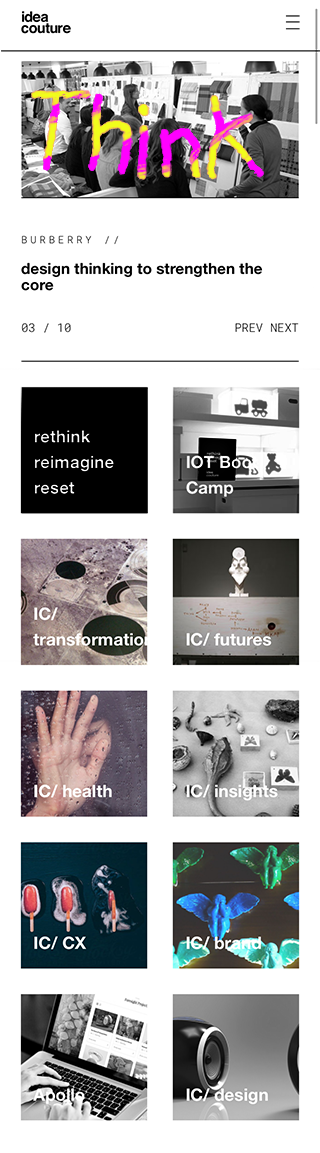 idea
couture
Think
BURBERRY //
design thinking to strengthen the
core
03 / 10
PREV NEXT
rethink
reimagine
reset
IOT Boo
Camp
IC/
transformation
IC/ futures
IC/ health
IC/ insights
IC/ CX
IC/ brand
Apollo
IC/ design